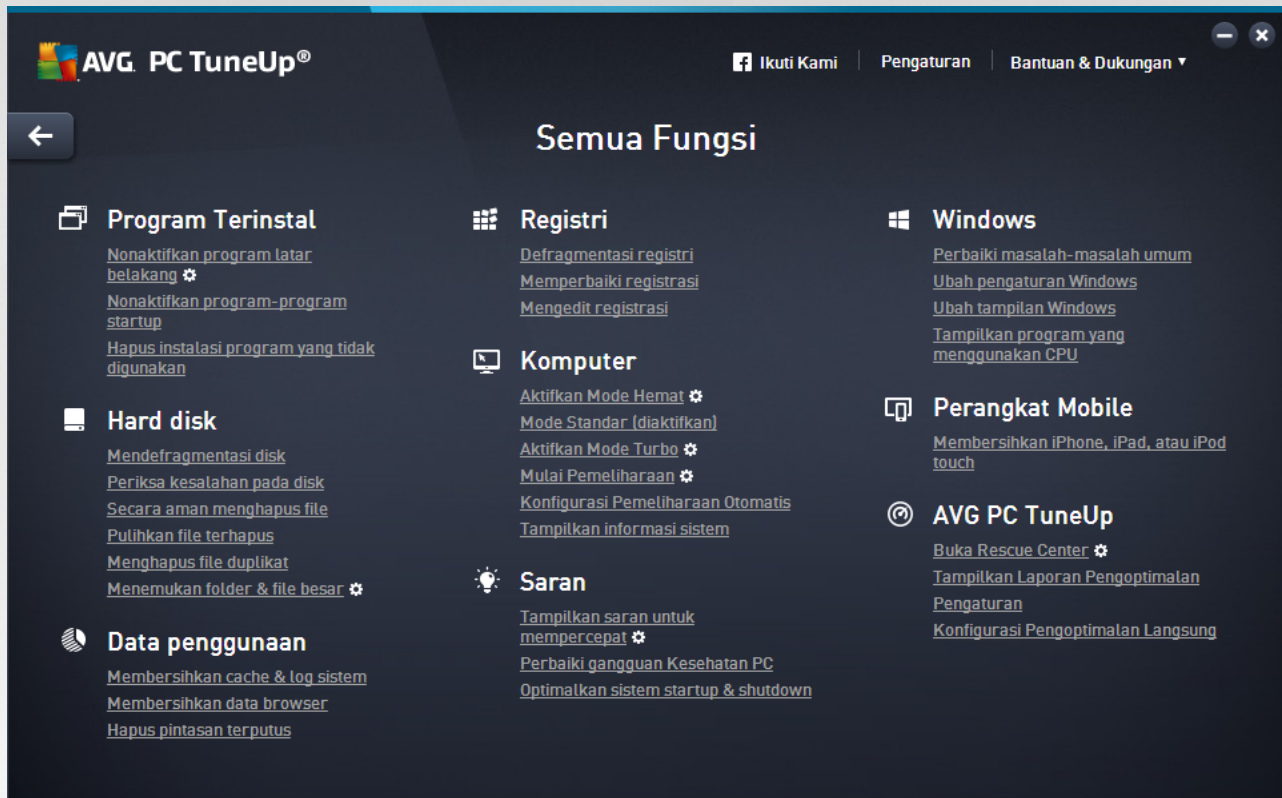 AVG PC TuneUp®
Ikuti Kami
Pengaturan
Bantuan & Dukungan
Semua Fungsi
Program Terinstal
Nonaktifkan program latar
belakang
Nonaktifkan program-program
startup
Hapus instalasi program yang tidak
digunakan
Hard disk
Mendefragmentasi disk
Periksa kesalahan pada disk
Secara aman menghapus file
Pulihkan file terhapus
Menghapus file duplikat
Menemukan folder & file besar
Data penggunaan
Membersihkan cache & log sistem
Membersihkan data browser
Hapus pintasan terputus
Registri
Defragmentasi registri
Memperbaiki registrasi
Mengedit registrasi
Komputer
Aktifkan Mode Hemat
Mode Standar (diaktifkan)
Aktifkan Mode Turbo
Mulai Pemeliharaan
Konfigurasi Pemeliharaan Otomatis
Tampilkan informasi sistem
Saran
Tampilkan saran untuk
mempercepat
Perbaiki gangguan Kesehatan PC
Optimalkan sistem startup & shutdown
Windows
Perbaiki masalah-masalah umum
Ubah pengaturan Windows
Ubah tampilan Windows
Tampilkan program yang
menggunakan CPU
Perangkat Mobile
Membersihkan iPhone, iPad, atau iPod
touch
AVG PC TuneUp
Buka Rescue Center
Tampilkan Laporan Pengoptimalan
Pengaturan
Konfigurasi Pengoptimalan Langsung